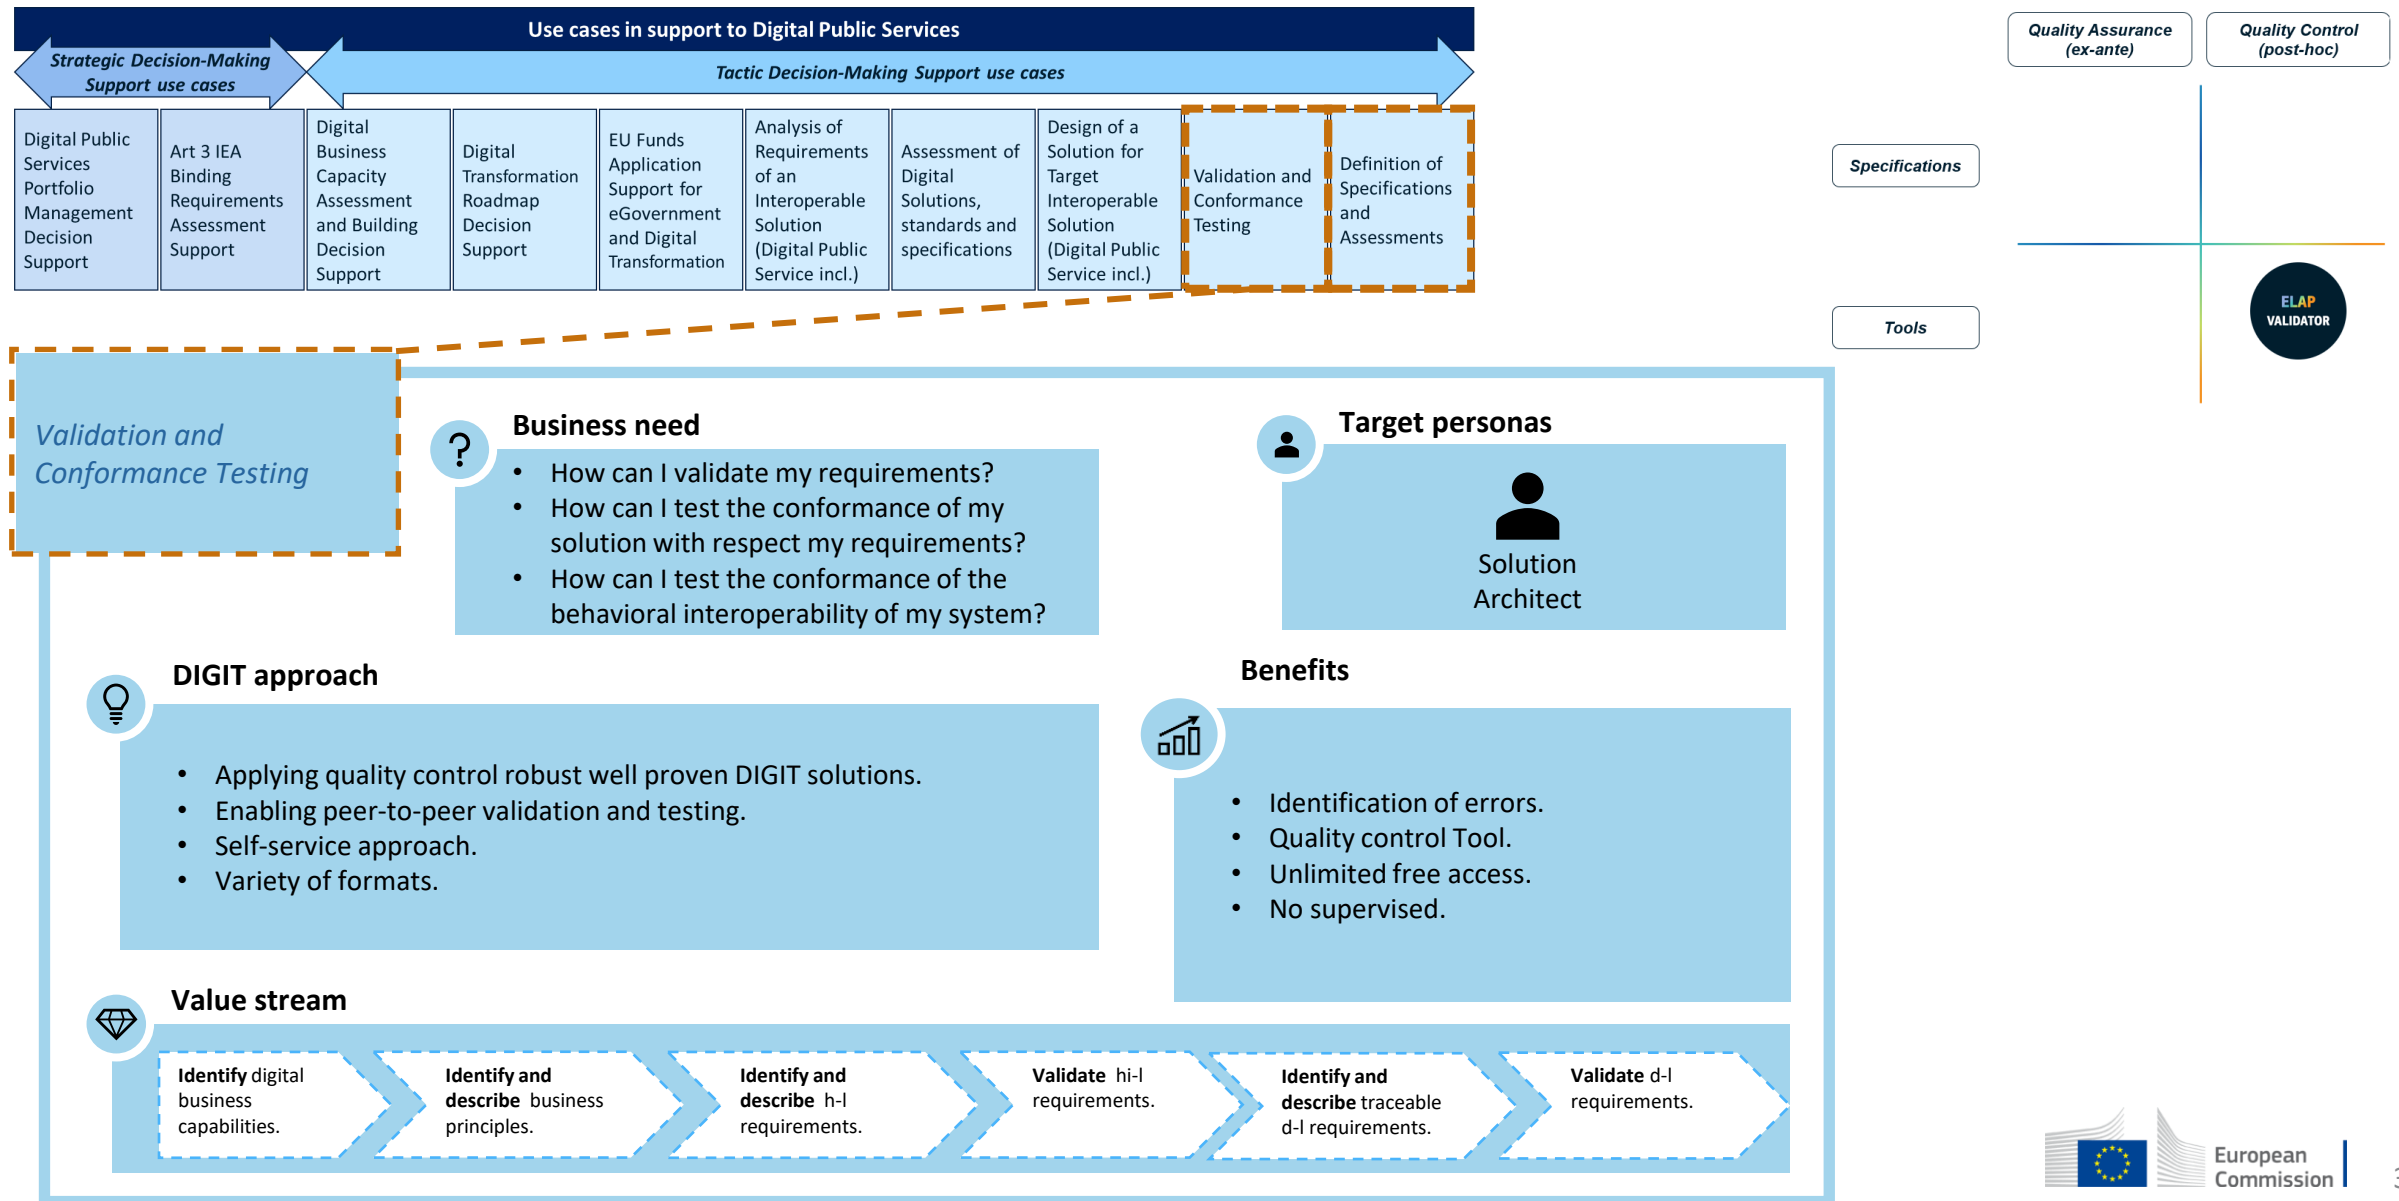 Use cases in support to Digital Public Services
Strategic Decision-Making
Support use cases
Tactic Decision-Making Support use cases
Digital Public
Services
Portfolio
Management
Decision
Support
Art 3 IEA
Binding
Requirements
Assessment
Support
Digital
Business
Capacity
Assessment
and Building
Decision
Support
Digital
Transformation
Roadmap
Decision
Support
EU Funds
Application
Support for
eGovernment
and Digital
Transformation
Analysis of
Requirements
of an
Interoperable
Solution
(Digital Public
Service incl.)
Assessment of
Digital
Solutions,
standards and
specifications
Design of a
Solution for
Target
Interoperable
Solution
(Digital Public
Service incl.)
Validation and
Conformance
Testing
Definition of
Specifications
and
Assessments
Quality Assurance
(ex-ante)
Quality Control
(post-hoc)
Specifications
Tools
ELAP
VALIDATOR
Validation and
Conformance Testing
?
Business need
• How can I validate my requirements?
• How can I test the conformance of my
solution with respect my requirements?
• How can I test the conformance of the
behavioral interoperability of my system?
Target personas
Solution
Architect
DIGIT approach
• Applying quality control robust well proven DIGIT solutions.
• Enabling peer-to-peer validation and testing.
• Self-service approach.
• Variety of formats.
Benefits
• Identification of errors.
• Quality control Tool.
• Unlimited free access.
• No supervised.
Value stream
Identify digital
business
capabilities.
Identify and
describe business
principles.
Identify and
describe h-l
requirements.
Validate hi-l
requirements.
Identify and
describe traceable
d-l requirements.
Validate d-l
requirements.
European
Commission